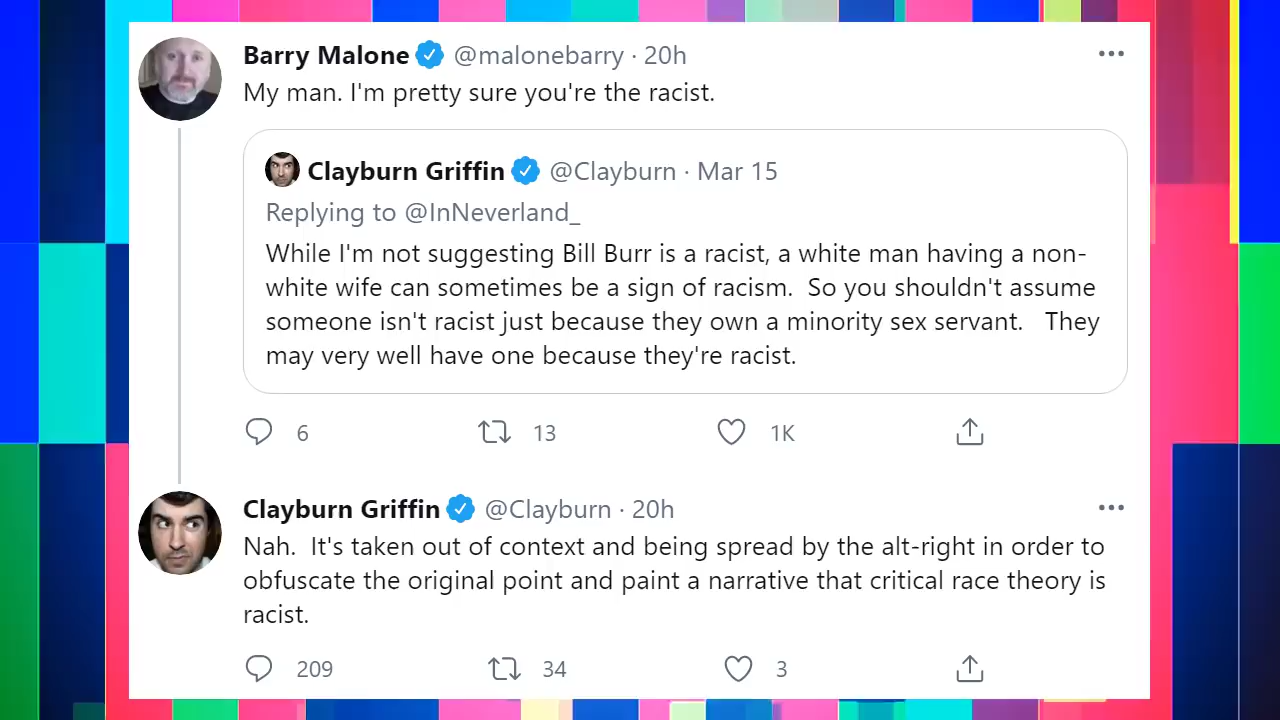 Barry Malone @malonebarry · 20h
My man. I'm pretty sure you're the racist.
Clayburn Griffin @Clayburn · Mar 15
Replying to @InNeverland_
While I'm not suggesting Bill Burr is a racist, a white man having a non-
white wife can sometimes be a sign of racism.  So you shouldn't assume
someone isn't racist just because they own a minority sex servant.   They
may very well have one because they're racist.
6 13 1K
Clayburn Griffin @Clayburn · 20h
Nah.  It's taken out of context and being spread by the alt-right in order to
obfuscate the original point and paint a narrative that critical race theory is
racist.
209 34 3